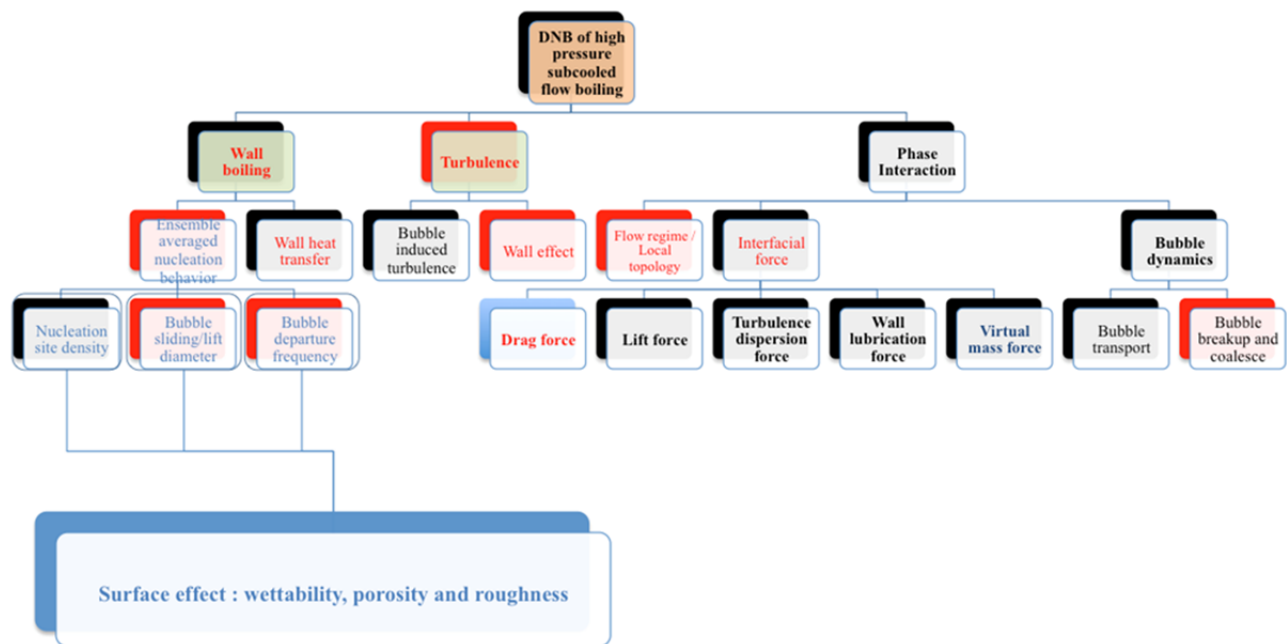 DNB of high
pressure
subcooled
flow boiling
Wall
boiling
Turbulence
Phase
Interaction
Ensemble
averaged
nucleation
behavior
Wall heat
transfer
Bubble
induced
turbulence
Wall effect
Flow regime /
Local
topology
Interfacial
force
Bubble
dynamics
Nucleation
site density
Bubble
sliding/lift
diameter
Bubble
departure
frequency
Drag force
Lift force
Turbulence
dispersion
force
Wall
lubrication
force
Virtual
mass force
Bubble
transport
Bubble
breakup and
coalesce
Surface effect : wettability, porosity and roughness